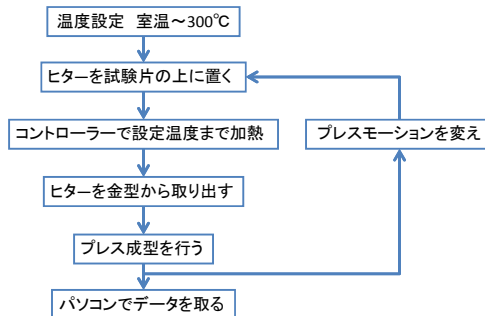 温度設定 室温～300℃
ヒターを試験片の上に置く
コントローラーで設定温度まで加熱
プレスモーションを変え
ヒターを金型から取り出す
プレス成型を行う
パソコンでデータを取る